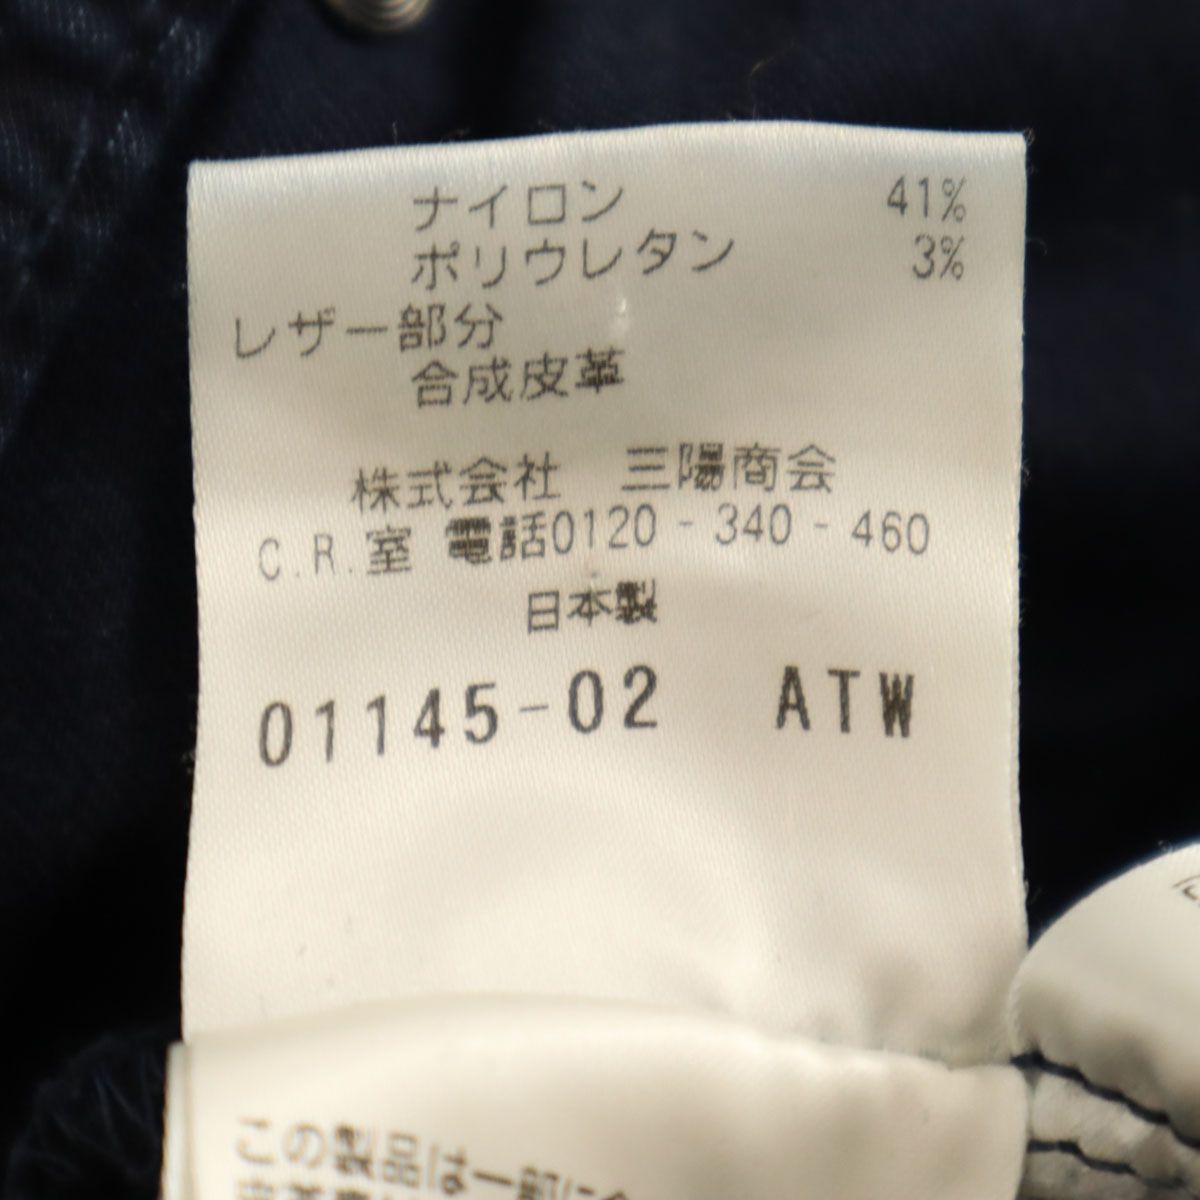 ナイロン 41%
ポリウレタン 3%
レザー部分
合成皮革
株式会社 三陽商会
C.R.室 電話0120-340-460
日本製
01145-02 ATW
この製品は一部に